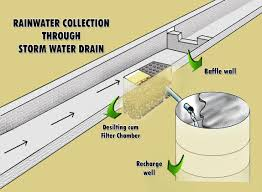 RAINWATER COLLECTION
THROUGH
STORM WATER DRAIN
Baffle wall
Desilting cum
Filter Chamber
Recharge
well